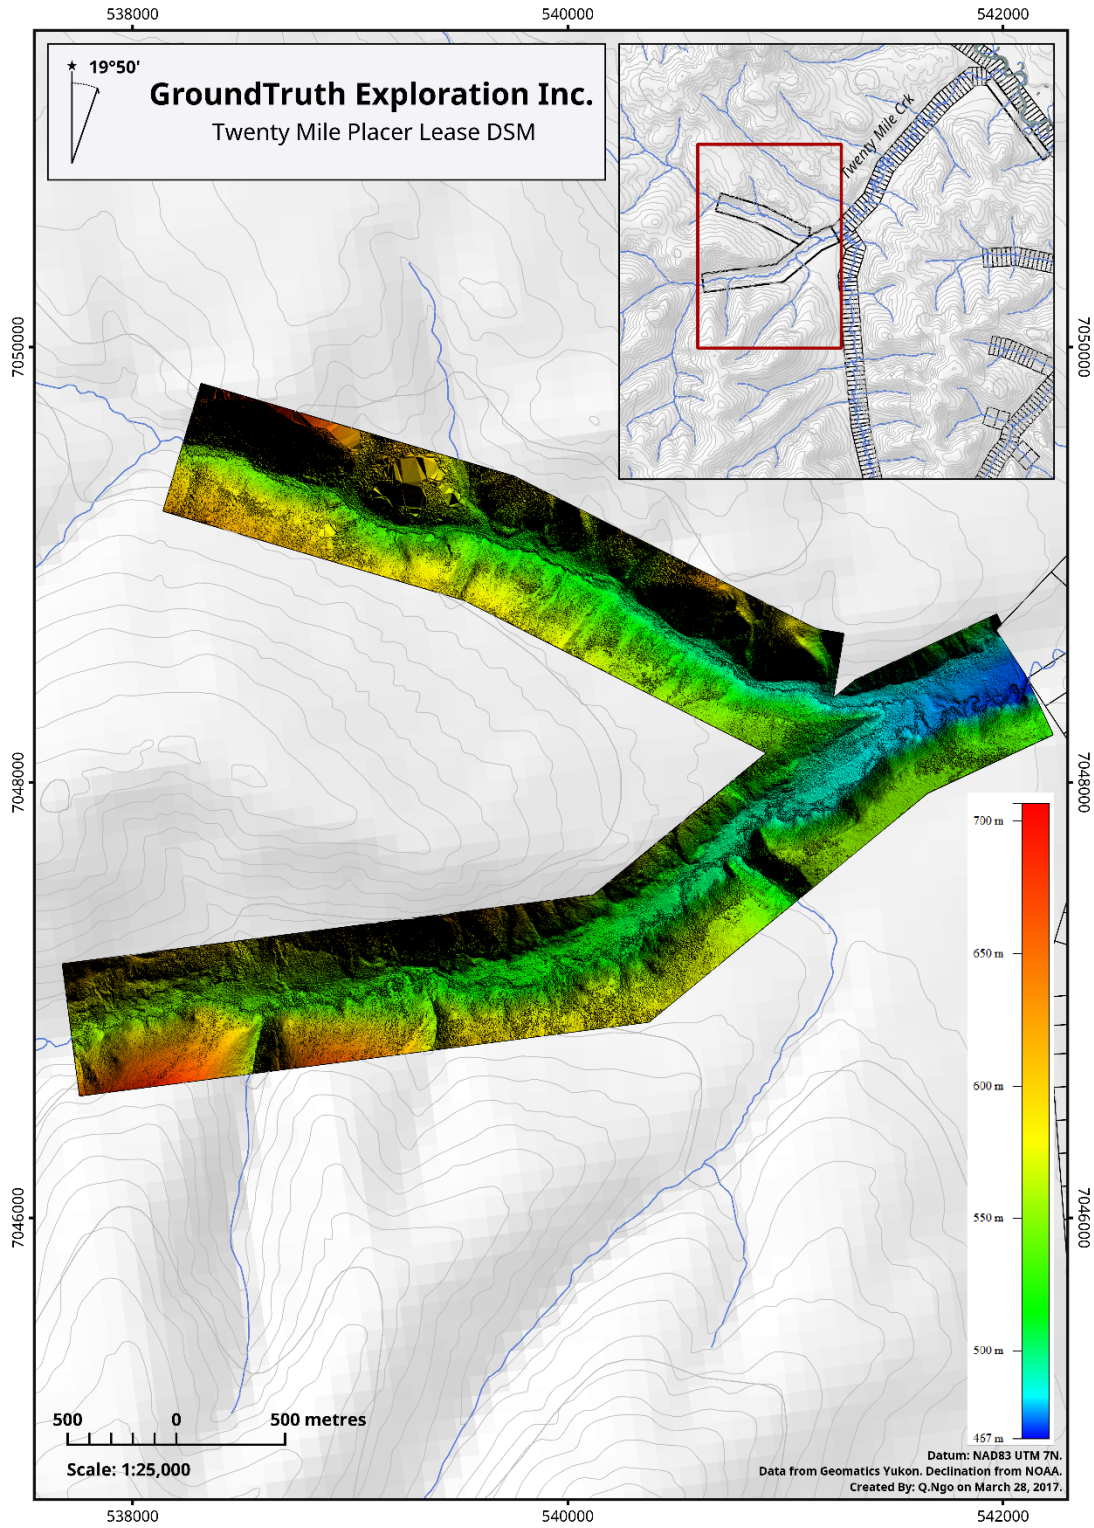 538000
540000
542000
19°50'
GroundTruth Exploration Inc.
Twenty Mile Placer Lease DSM
Twenty Mile Crk
7050000
7050000
7048000
7048000
700 m
650 m
600 m
550 m
500 m
467 m
7046000
7046000
500
0
500 metres
Scale: 1:25,000
Datum: NAD83 UTM 7N.
Data from Geomatics Yukon. Declination from NOAA.
Created By: Q.Ngo on March 28, 2017.
538000
540000
542000